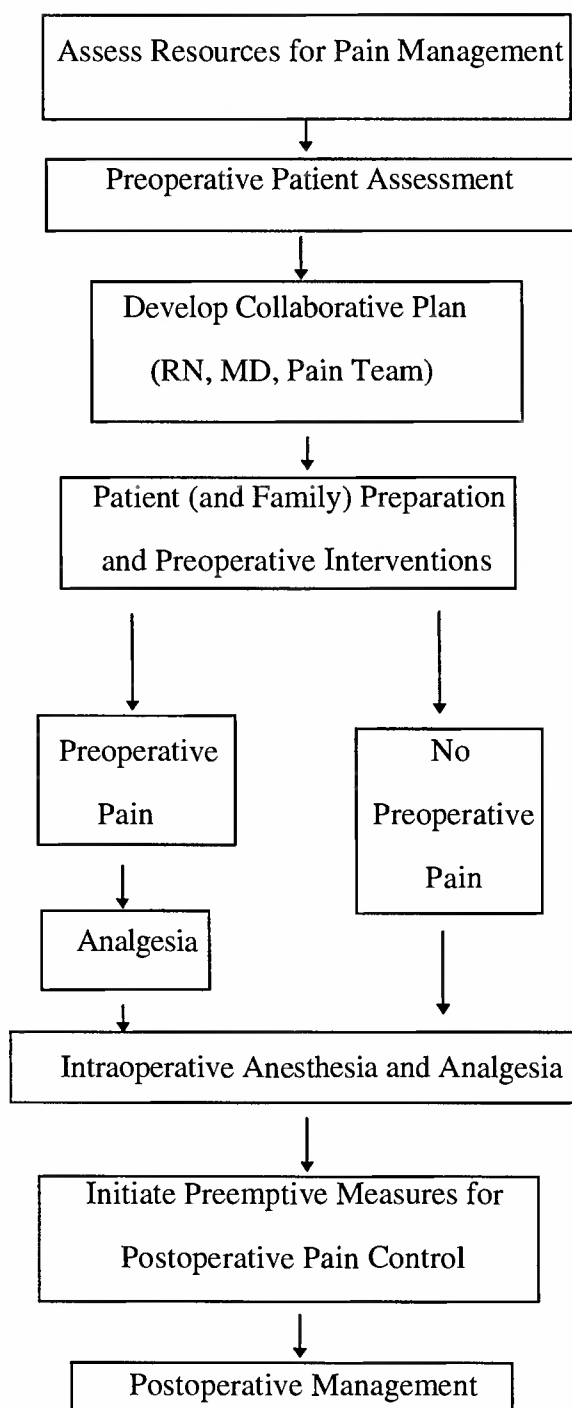 Assess Resources for Pain Management
Preoperative Patient Assessment
Develop Collaborative Plan
(RN, MD, Pain Team)
Patient (and Family) Preparation
and Preoperative Interventions
Preoperative
Pain
Analgesia
No
Preoperative
Pain
Intraoperative Anesthesia and Analgesia
Initiate Preemptive Measures for
Postoperative Pain Control
Postoperative Management